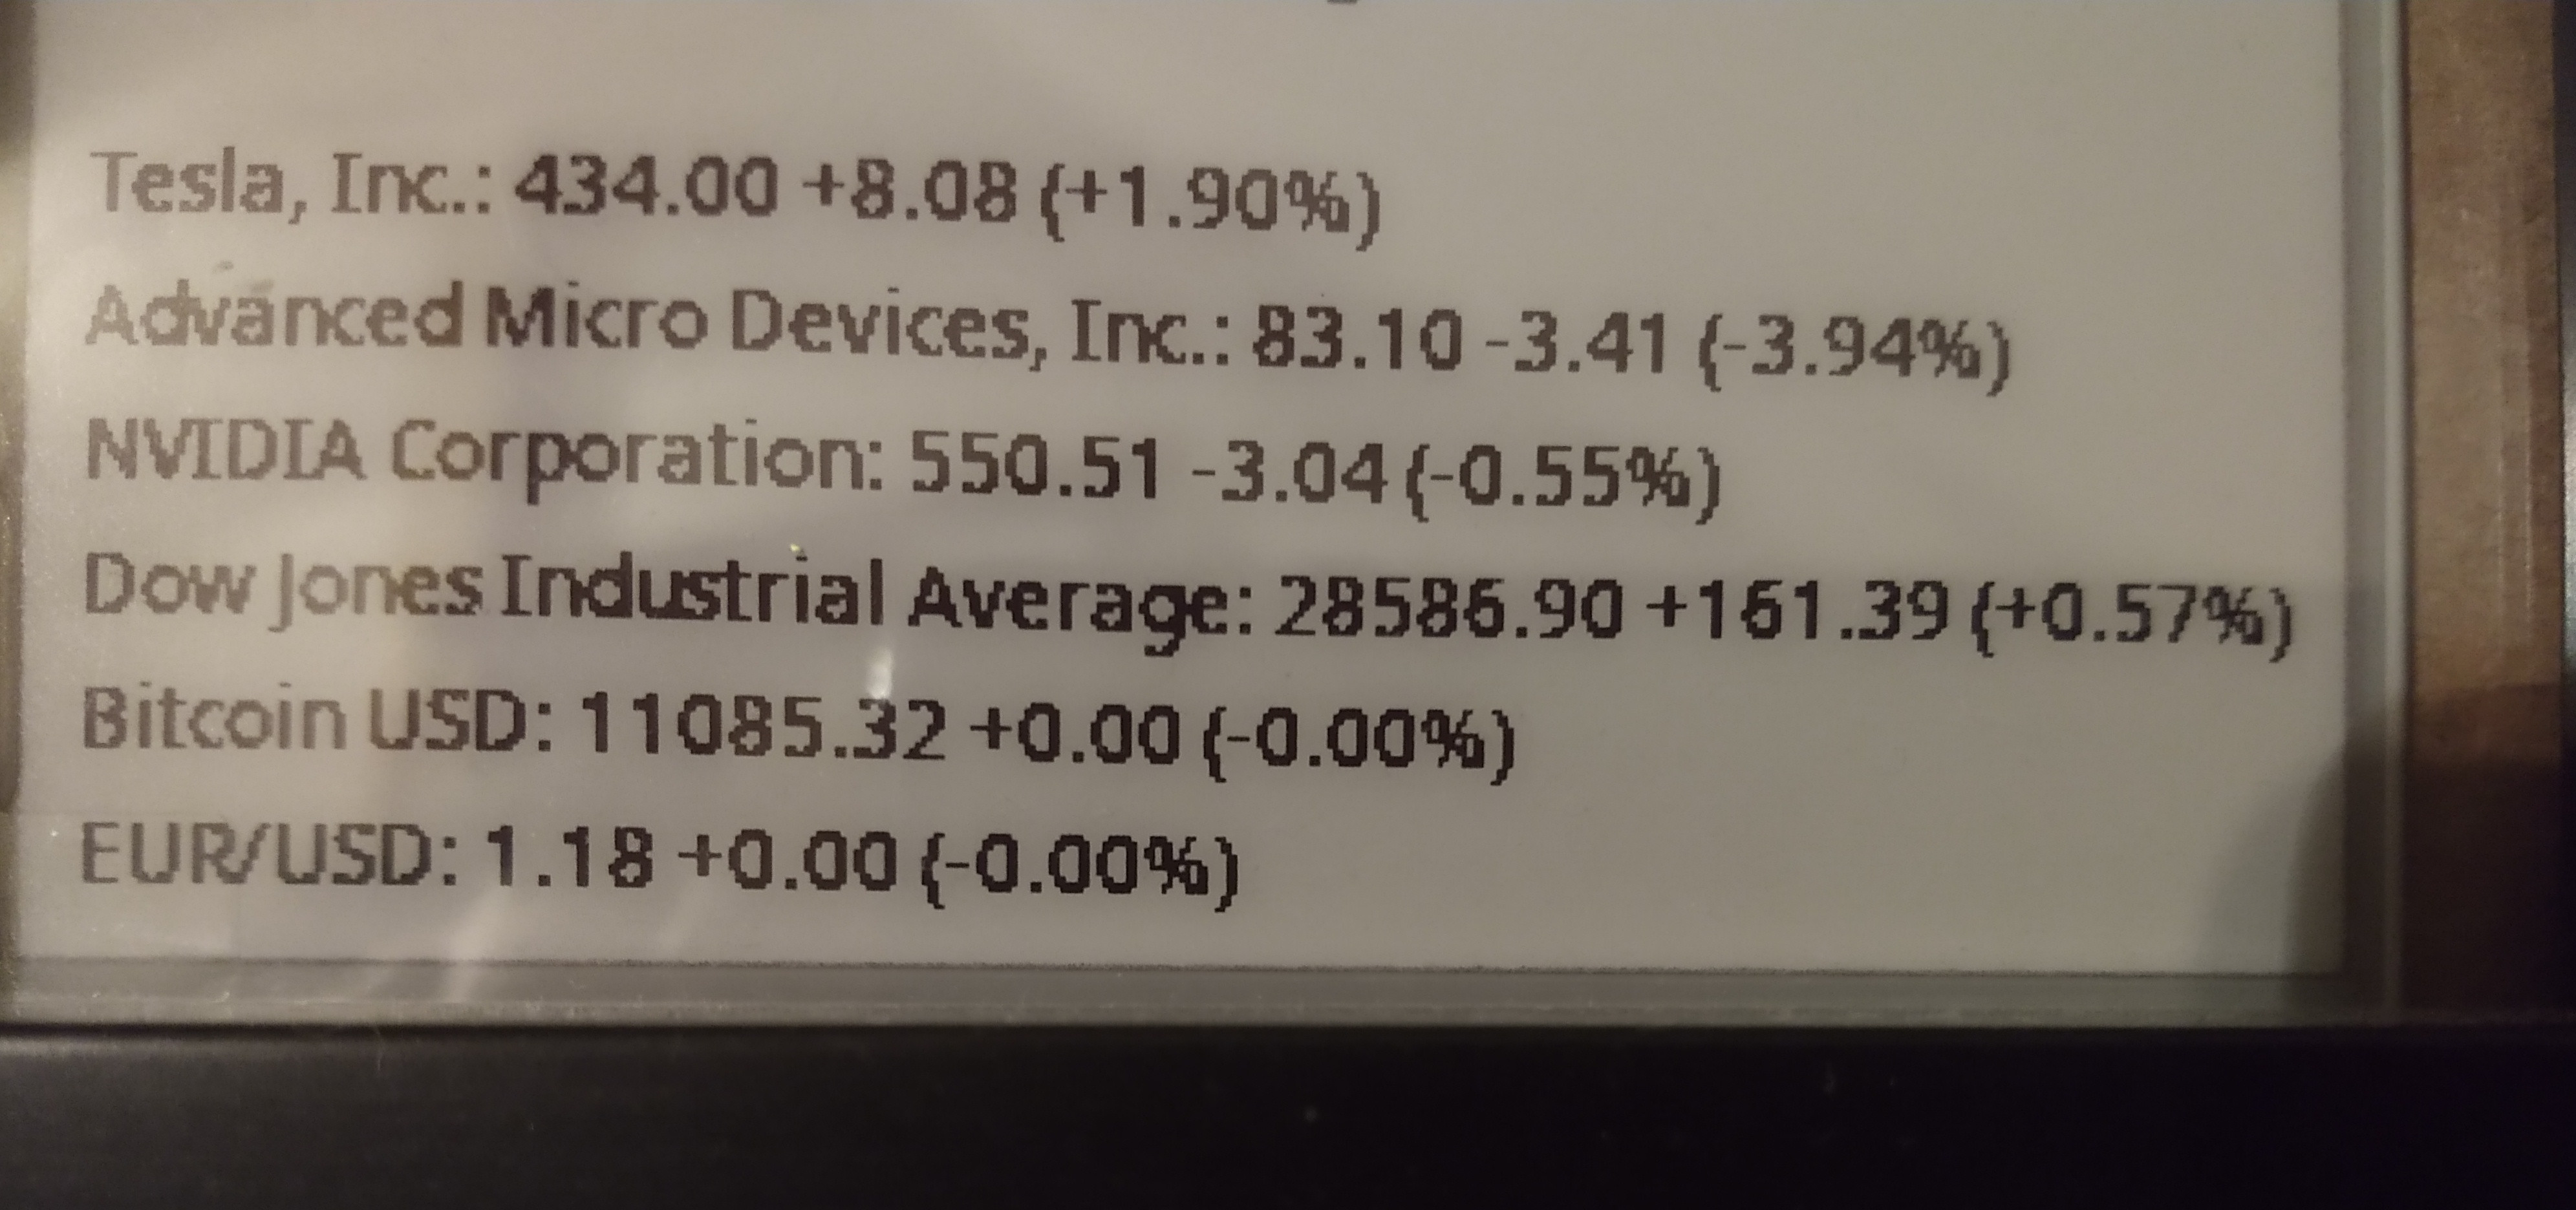 Tesla, Inc.: 434.00 +8.08 (+1.90%)
Advanced Micro Devices, Inc.: 83.10 -3.41 (-3.94%)
NVIDIA Corporation: 550.51 -3.04 (-0.55%)
Dow Jones Industrial Average: 28586.90 +161.39 (+0.57%)
Bitcoin USD: 11085.32 +0.00 (-0.00%)
EUR/USD: 1.18 +0.00 (-0.00%)